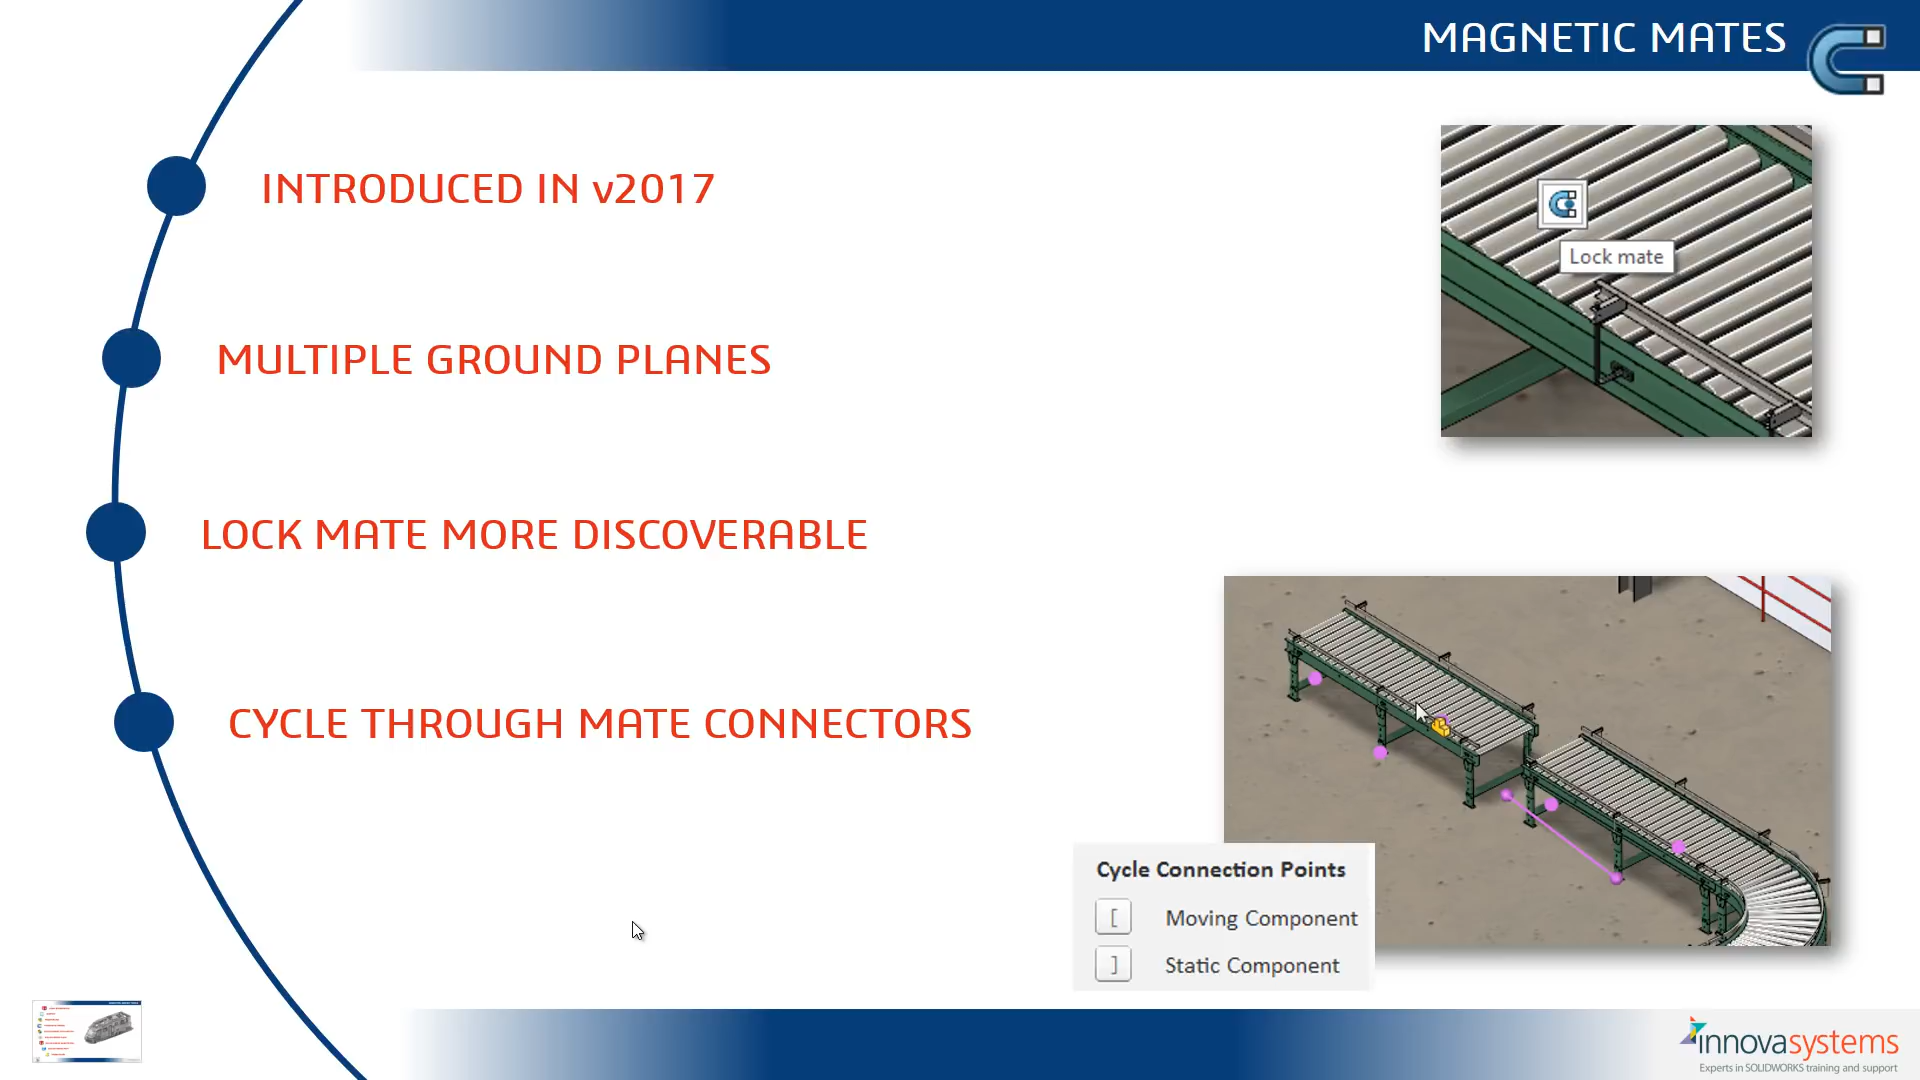 MAGNETIC MATES
INTRODUCED IN v2017
Lock mate
MULTIPLE GROUND PLANES
LOCK MATE MORE DISCOVERABLE
CYCLE THROUGH MATE CONNECTORS
Cycle Connection Points
[ Moving Component
] Static Component
innovasystems
Experts in SOLIDWORKS training and support